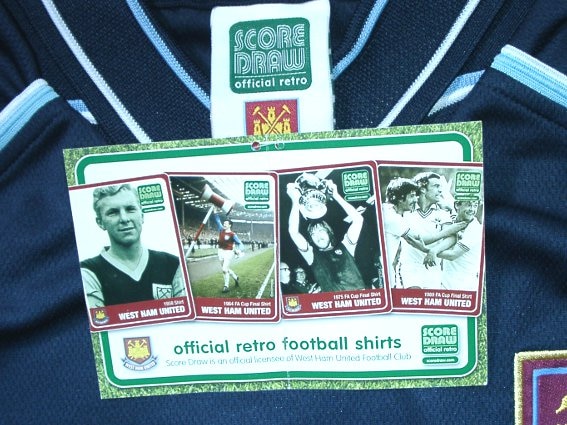 SCORE
DRAW
official retro
SCORE
DRAW
official retro
1958 Shirt
WEST HAM UNITED
SCORE
DRAW
official retro
1964 FA Cup Final Shirt
WEST HAM UNITED
SCORE
DRAW
official retro
1975 FA Cup Final Shirt
WEST HAM UNITED
SCORE
DRAW
official retro
1980 FA Cup Final Shirt
WEST HAM UNITED
official retro football shirts
Score Draw is an official licensee of West Ham United Football Club
SCORE
DRAW
official retro
scoredraw.com